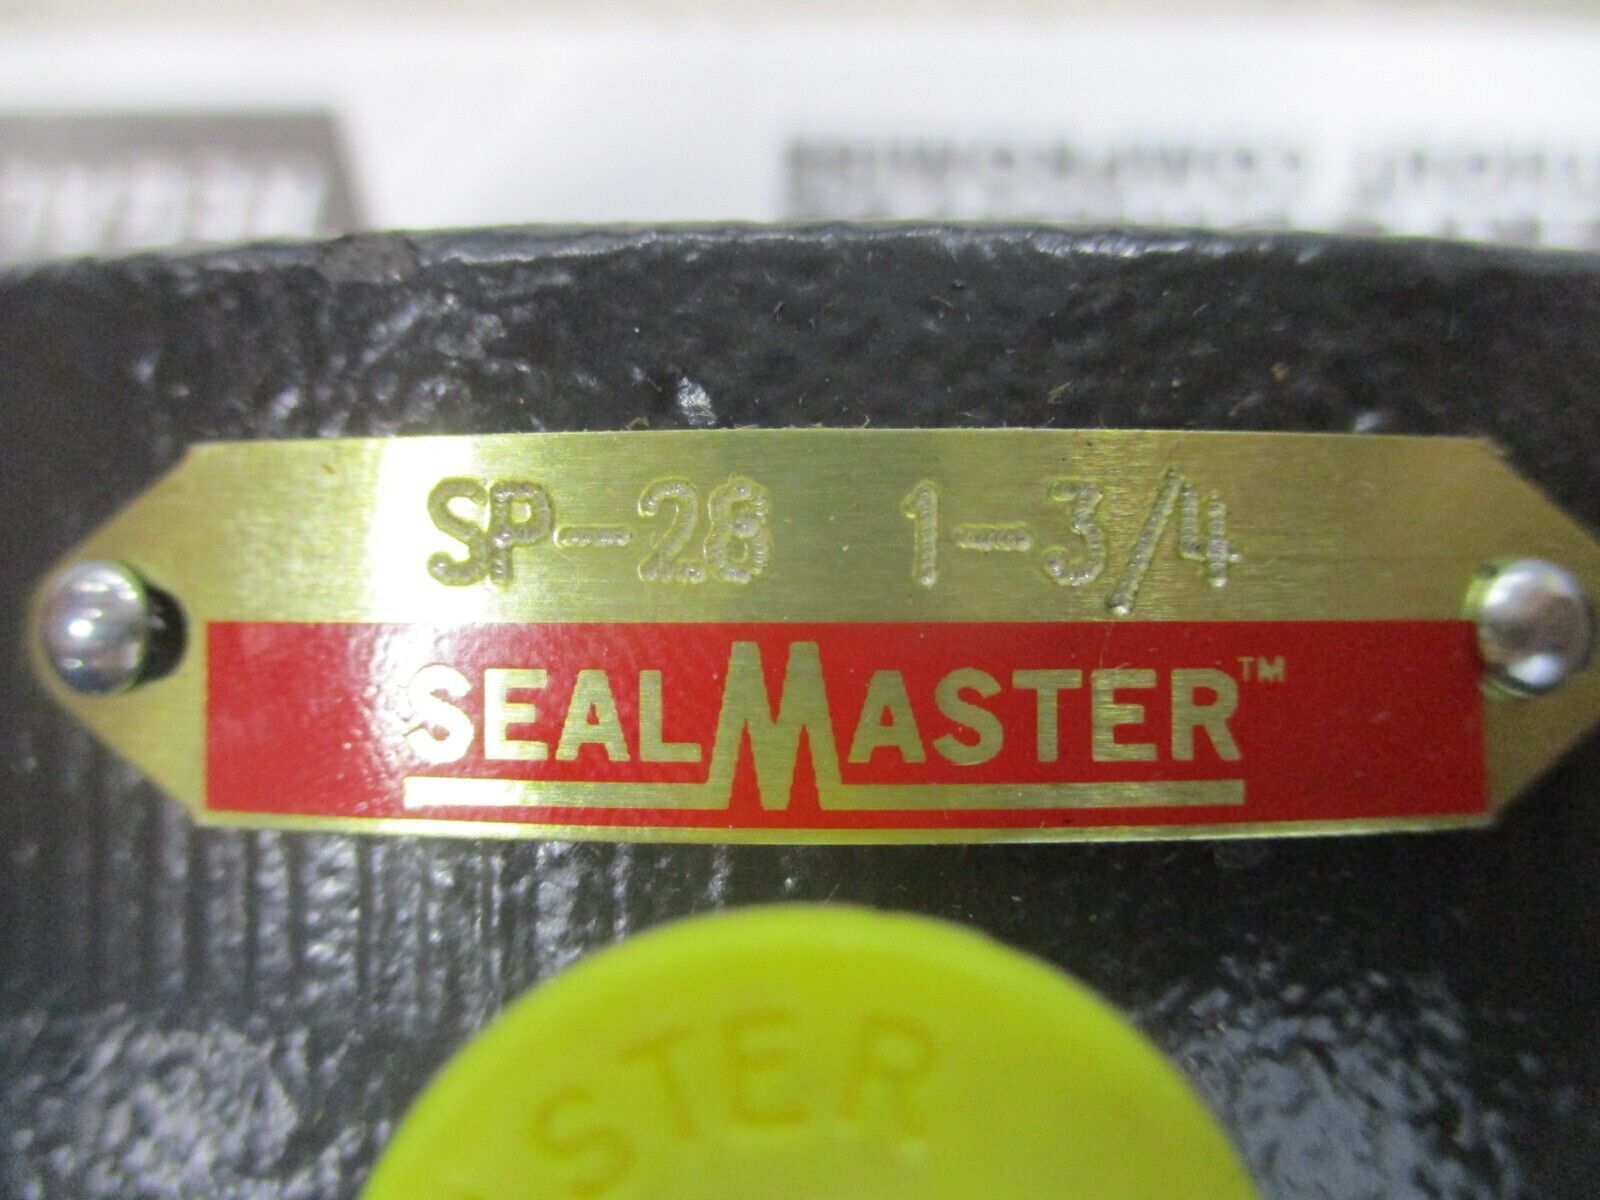 SP-28 1-3/4
SEALMASTER™
STER